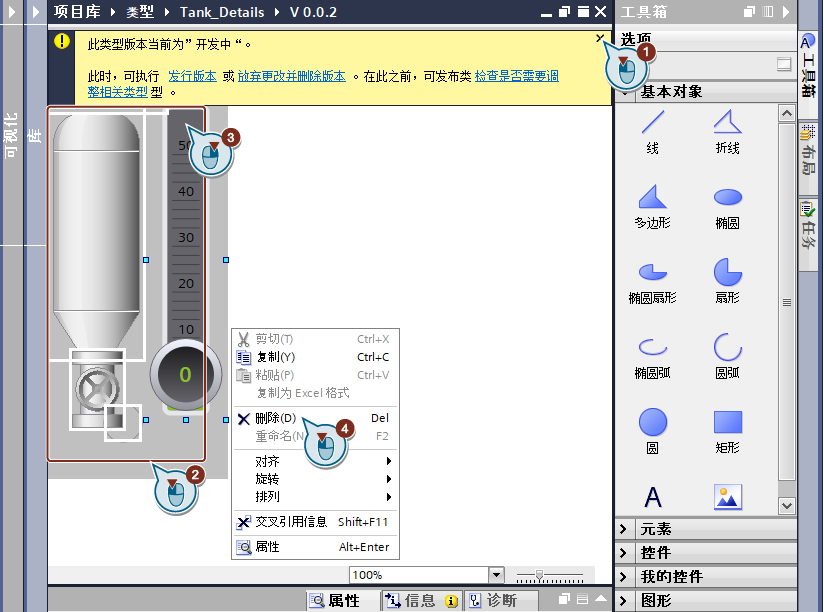 项目库 ▸ 类型 ▸ Tank_Details ▸ V 0.0.2
工具箱
此类型版本当前为”开发中“。
此时，可执行 发行版本 或放弃更改并删除版本 。在此之前，可发布类 检查是否需要调
整相关类型 型 。
选项
1
基本对象
线
折线
多边形
椭圆
椭圆扇形
扇形
椭圆弧
圆弧
圆
矩形
A
元素
控件
我的控件
图形
工具箱
布局
任务
可视化
库
50
40
30
20
10
0
3
2
剪切(T) Ctrl+X
复制(Y) Ctrl+C
粘贴(P) Ctrl+V
复制为 Excel 格式
删除(D) Del
4
重命名(N F2
对齐
旋转
排列
交叉引用信息 Shift+F11
属性 Alt+Enter
100%
属性
信息
诊断